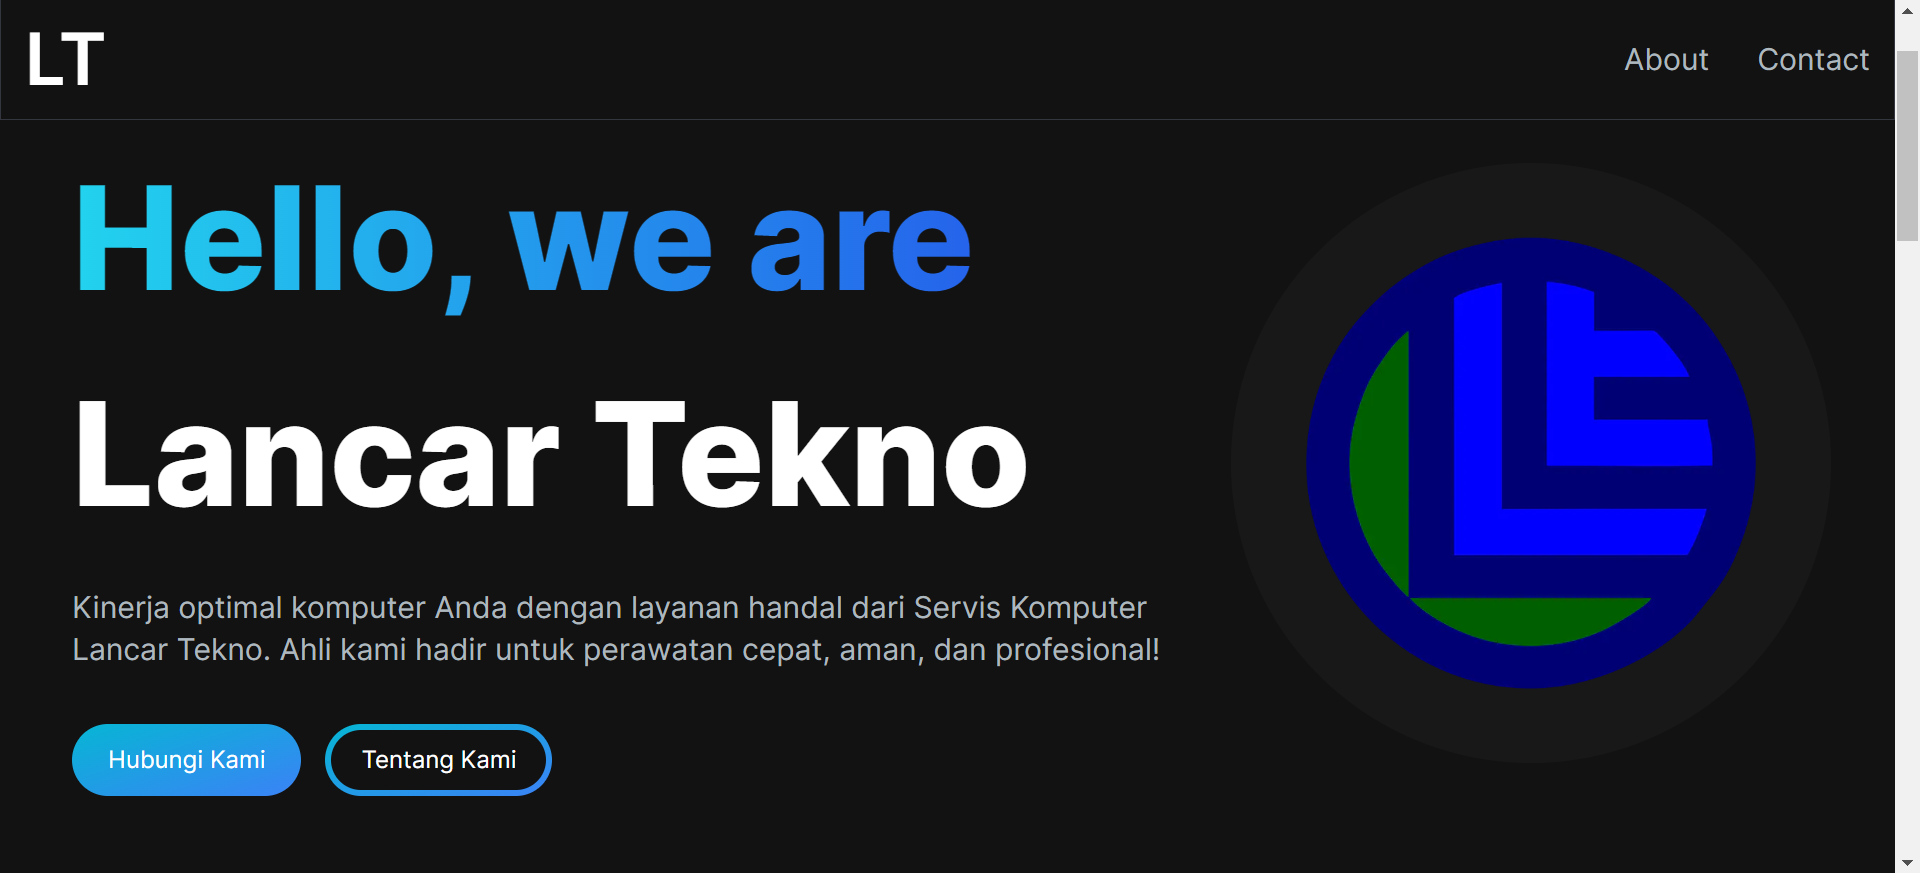 LT
About
Contact
Hello, we are
Lancar Tekno
Kinerja optimal komputer Anda dengan layanan handal dari Servis Komputer
Lancar Tekno. Ahli kami hadir untuk perawatan cepat, aman, dan profesional!
Hubungi Kami
Tentang Kami